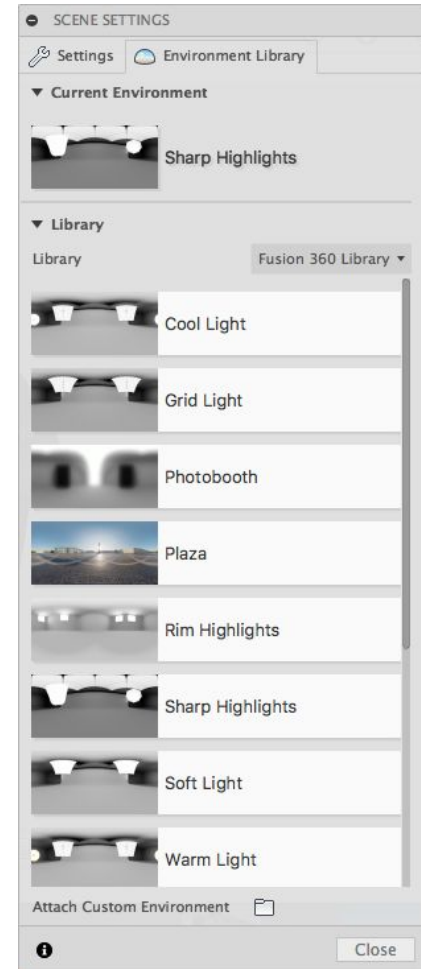 SCENE SETTINGS
Settings Environment Library
Current Environment
Sharp Highlights
Library
Library Fusion 360 Library
Cool Light
Grid Light
Photobooth
Plaza
Rim Highlights
Sharp Highlights
Soft Light
Warm Light
Attach Custom Environment
Close